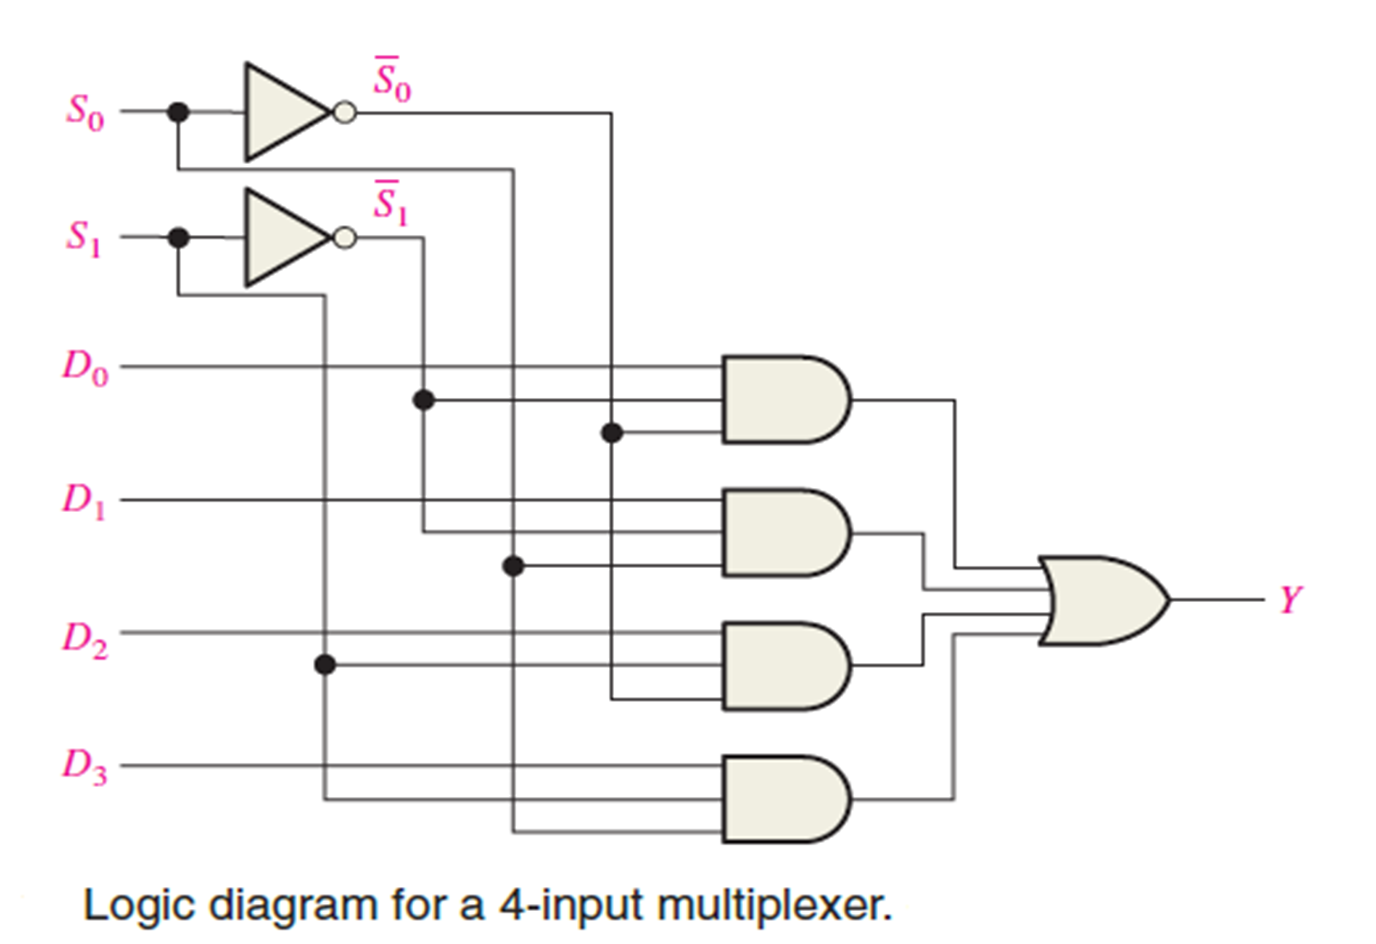 S̅₀
S₀
S̅₁
S₁
D₀
D₁
Y
D₂
D₃
Logic diagram for a 4-input multiplexer.